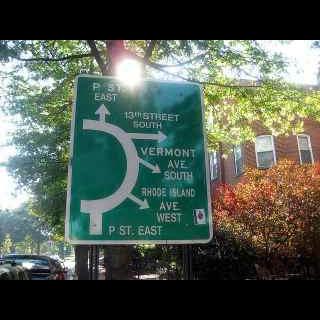 P ST.
EAST
13TH STREET
SOUTH
VERMONT
AVE.
SOUTH
RHODE ISLAND
AVE.
WEST
P ST. EAST